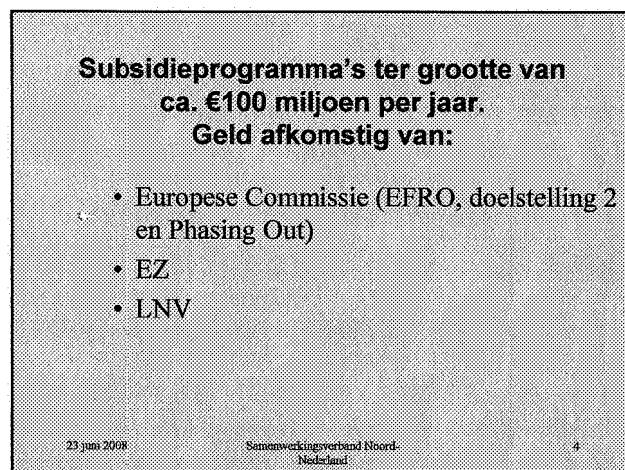 Subsidieprogramma's ter grootte van
ca. €100 miljoen per jaar.
Geld afkomstig van:
• Europese Commissie (EFRO, doelstelling 2
en Phasing Out)
• EZ
• LNV
23 juni 2008
Samenwerkingsverband Noord-
Nederland
4